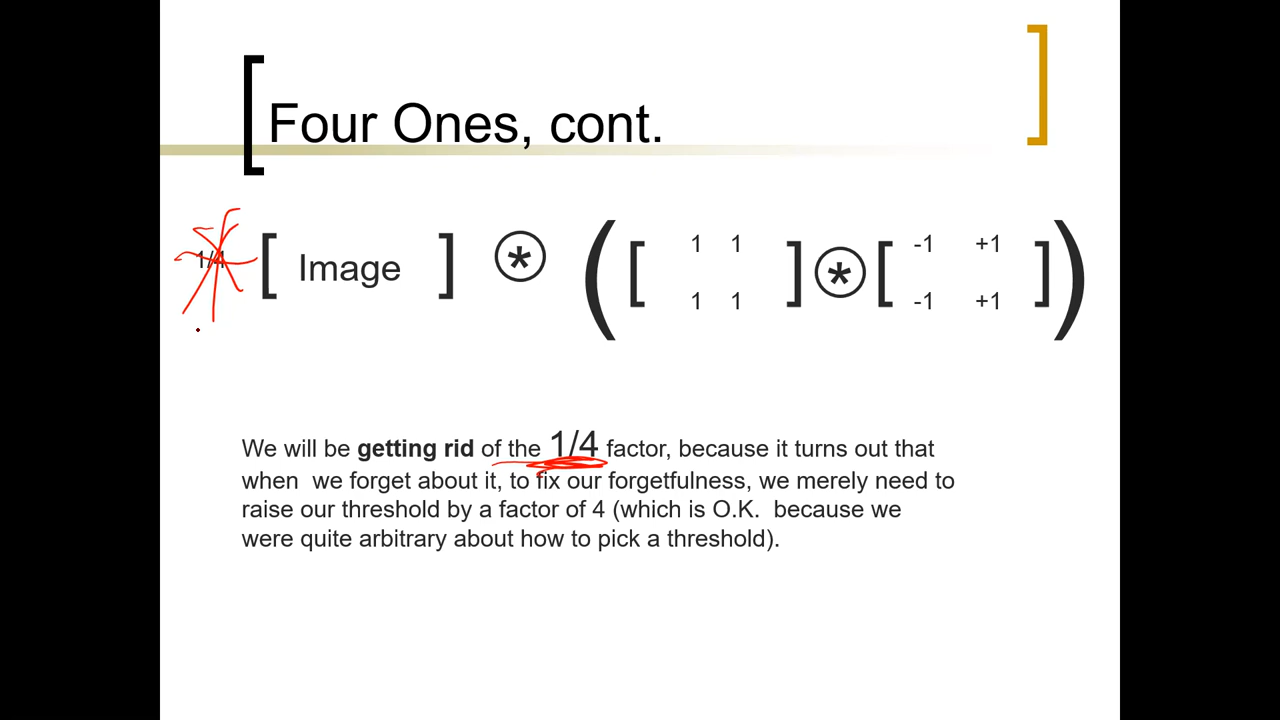 Four Ones, cont.
1/4 [ Image ] ⊛ ( [ 1 1 ] ⊛ [ -1 +1 ] )
1 1 -1 +1
We will be getting rid of the 1/4 factor, because it turns out that
when we forget about it, to fix our forgetfulness, we merely need to
raise our threshold by a factor of 4 (which is O.K. because we
were quite arbitrary about how to pick a threshold).